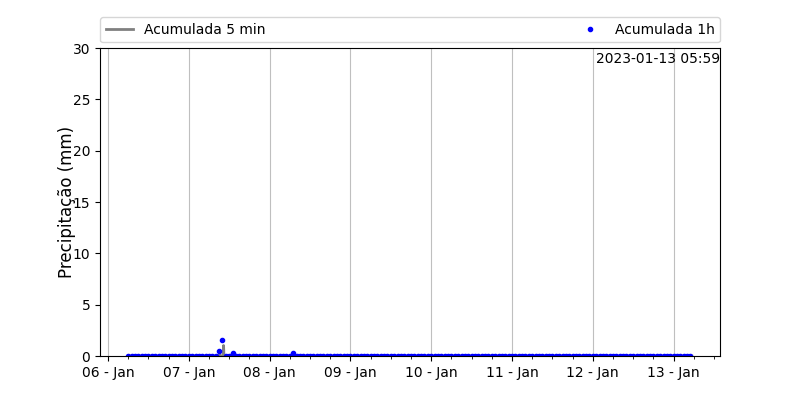 Acumulada 5 min
Acumulada 1h
2023-01-13 05:59
Precipitação (mm)
30
25
20
15
10
5
0
06 - Jan
07 - Jan
08 - Jan
09 - Jan
10 - Jan
11 - Jan
12 - Jan
13 - Jan